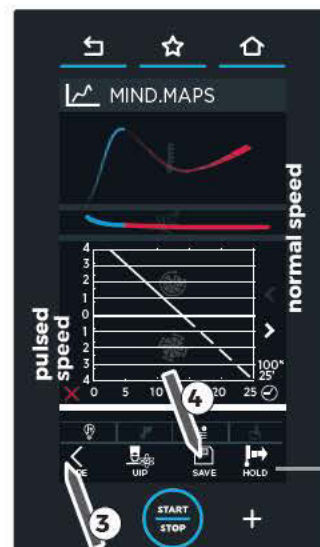 MIND.MAPS
normal speed
pulsed
speed
4
3
2
1
0
1
2
3
4
0 5 10 15 20 25
100%
25'
4
UIP
SAVE
HOLD
3
START
STOP